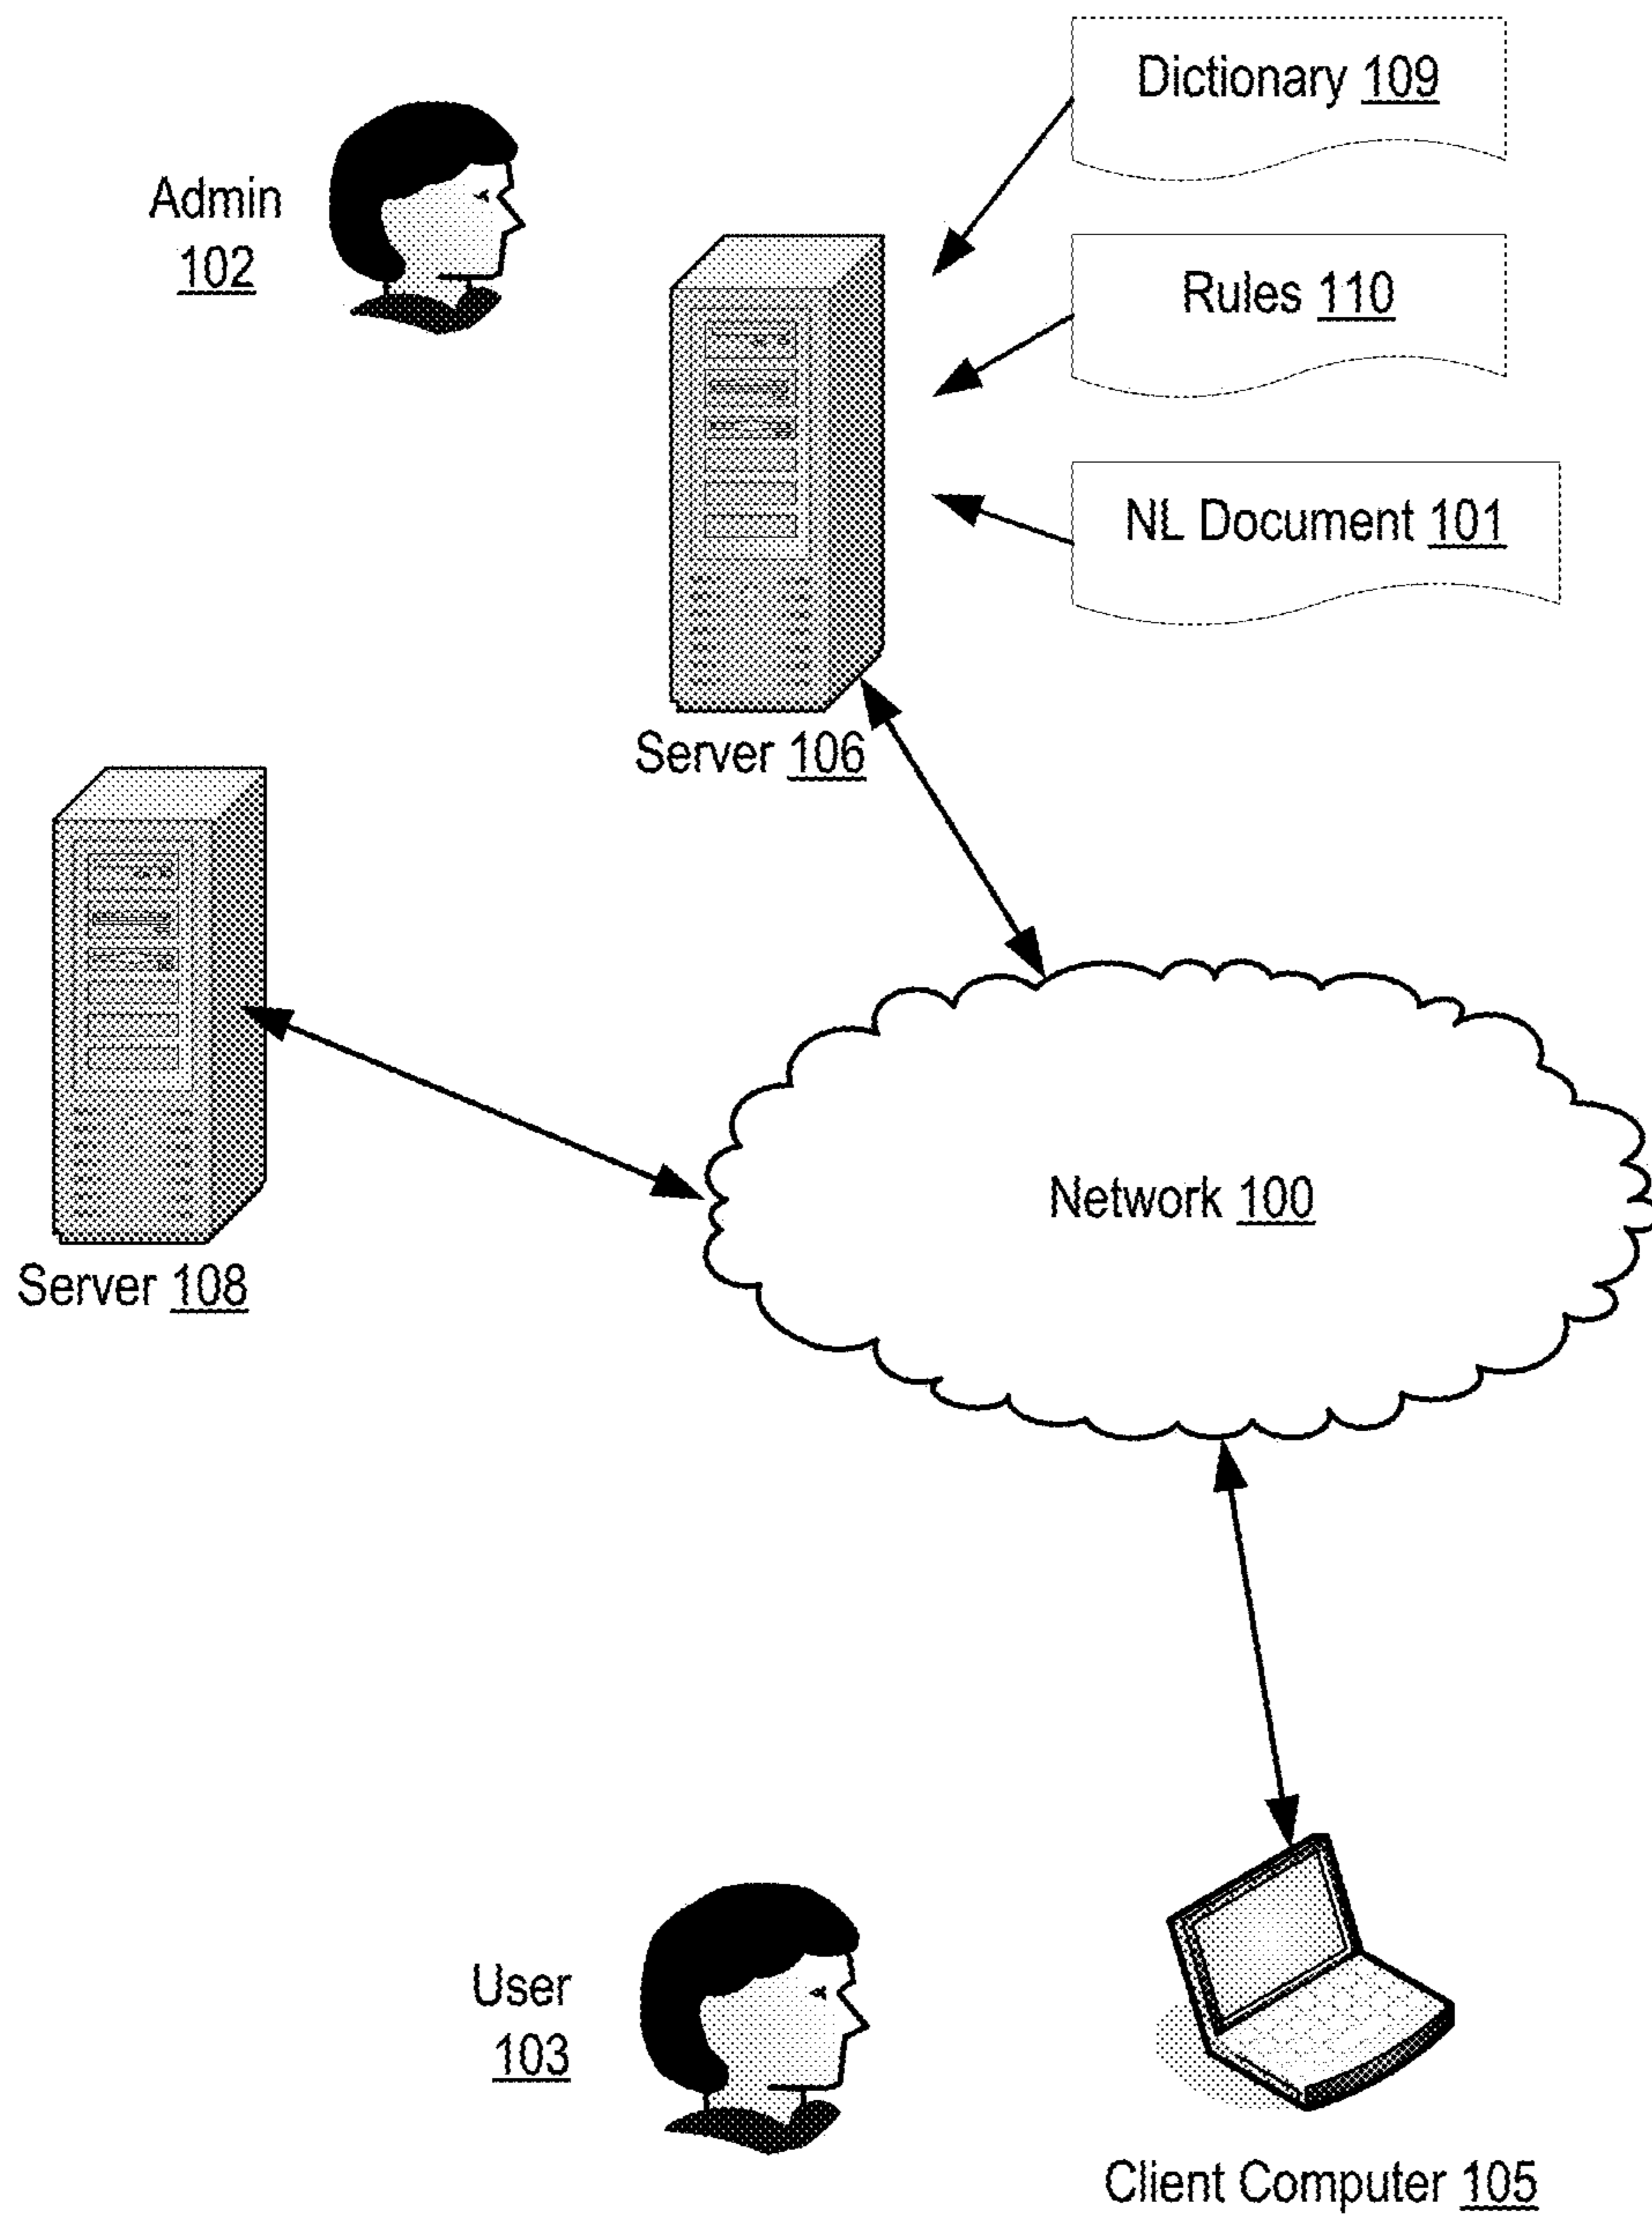 Dictionary 109
Admin
102
Rules 110
NL Document 101
Server 106
Network 100
Server 108
User
103
Client Computer 105